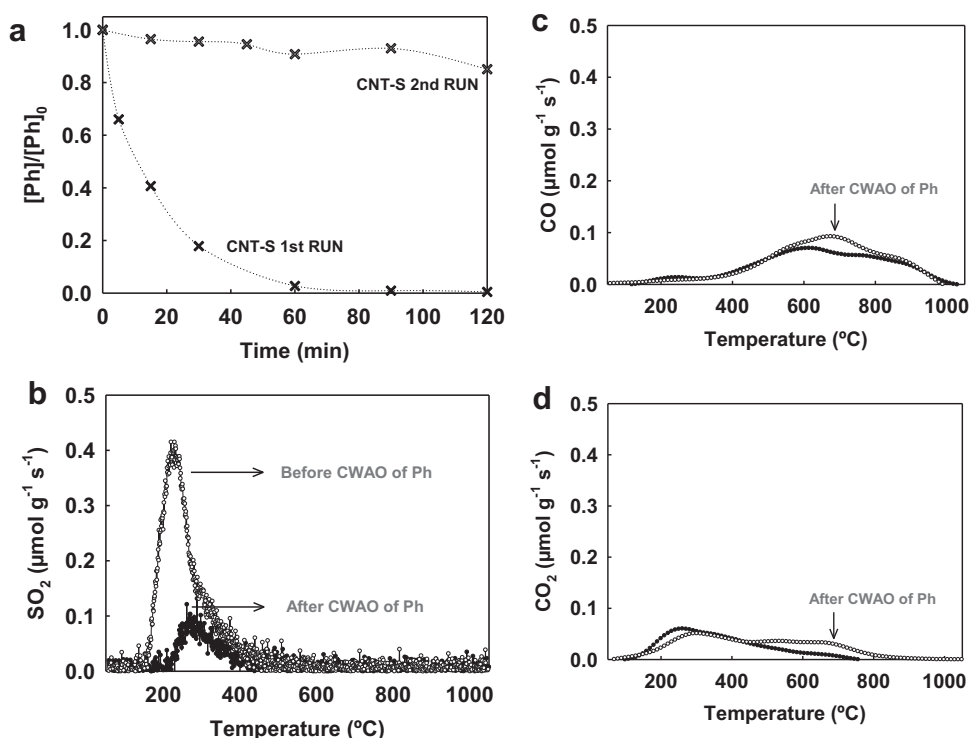 a
1.0
0.8
0.6
0.4
0.2
0.0
[Ph]/[Ph]0
CNT-S 2nd RUN
CNT-S 1st RUN
0 20 40 60 80 100 120
Time (min)
b
0.5
0.4
0.3
0.2
0.1
0.0
SO2 (µmol g-1 s-1)
Before CWAO of Ph
After CWAO of Ph
200 400 600 800 1000
Temperature (ºC)
c
0.5
0.4
0.3
0.2
0.1
0.0
CO (µmol g-1 s-1)
After CWAO of Ph
200 400 600 800 1000
Temperature (ºC)
d
0.5
0.4
0.3
0.2
0.1
0.0
CO2 (µmol g-1 s-1)
After CWAO of Ph
200 400 600 800 1000
Temperature (ºC)